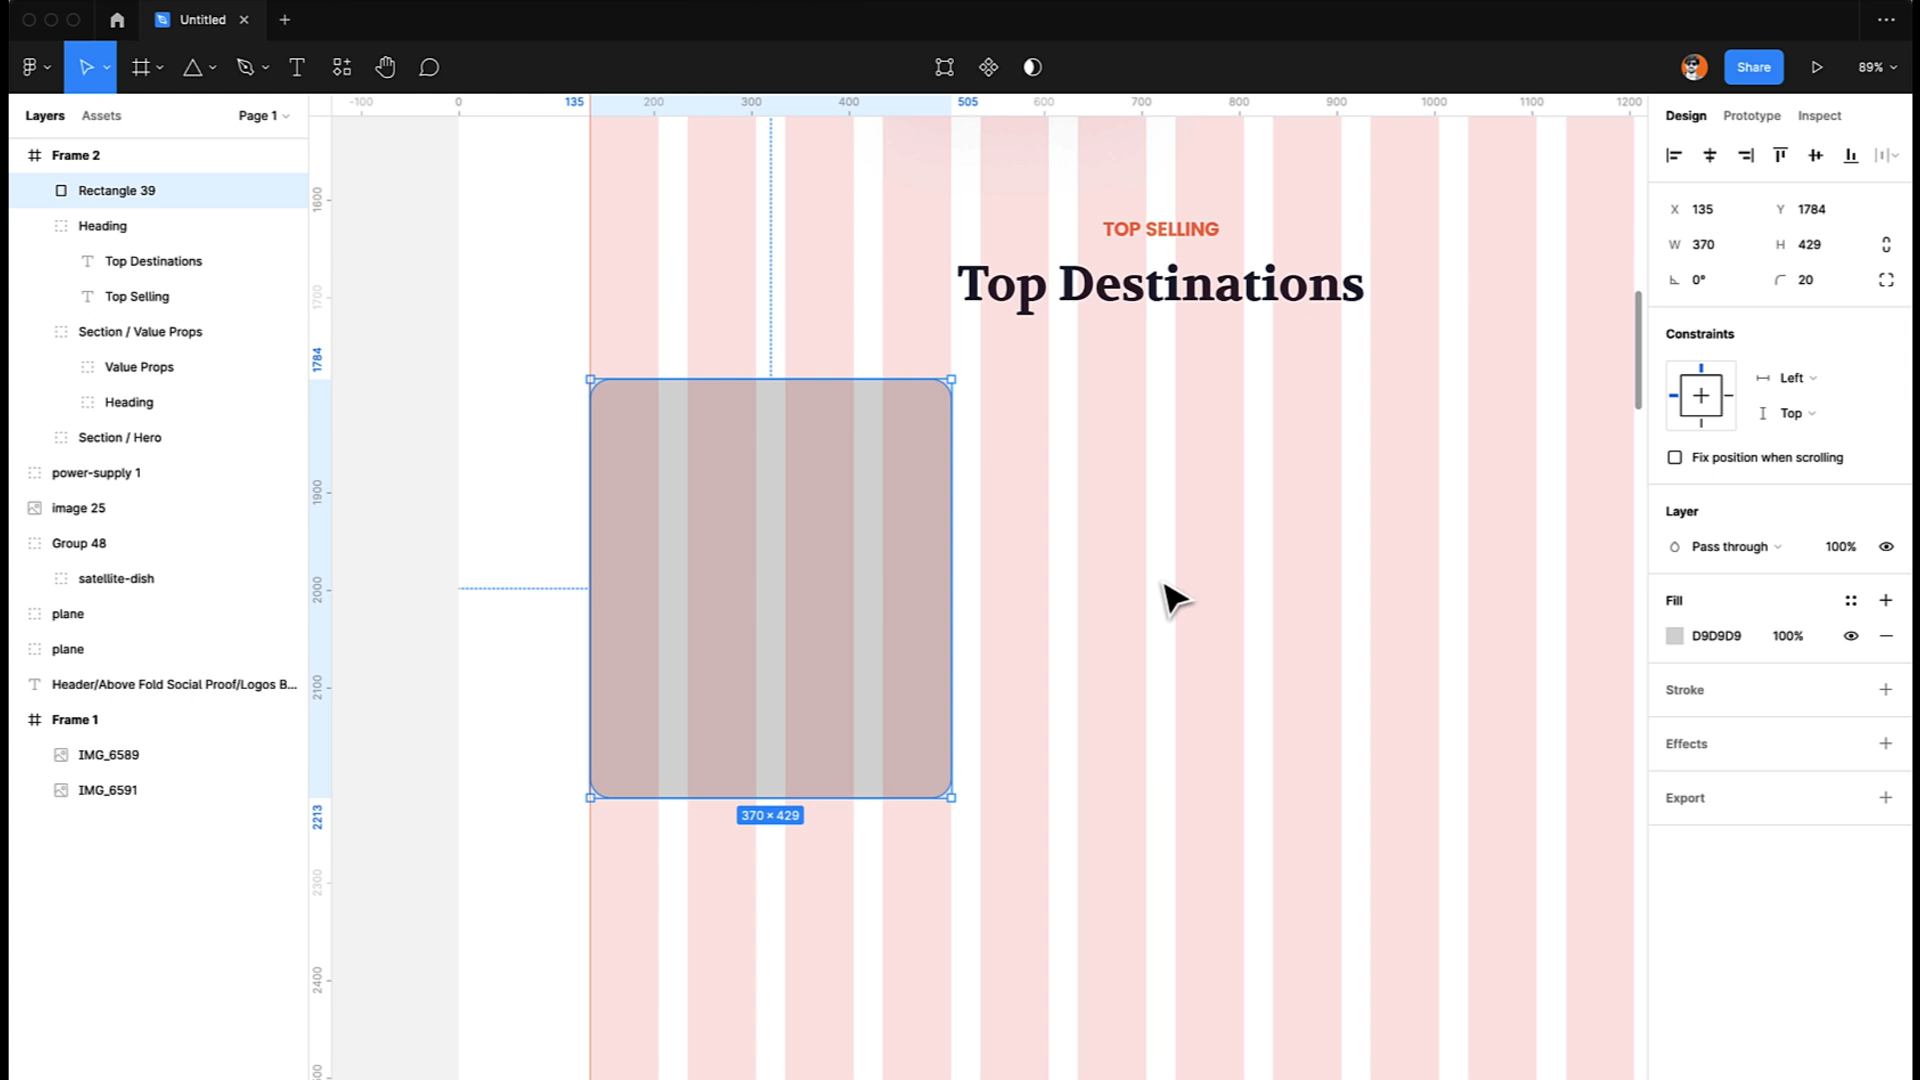 Untitled
Share
89%
Layers
Assets
Page 1
-100
0
135
200
300
400
505
600
700
800
900
1000
1100
1200
Design
Prototype
Inspect
Frame 2
Rectangle 39
Heading
Top Destinations
Top Selling
Section / Value Props
Value Props
Heading
Section / Hero
power-supply 1
image 25
Group 48
satellite-dish
plane
plane
Header/Above Fold Social Proof/Logos B...
Frame 1
IMG_6589
IMG_6591
1600
1700
1784
1900
2000
2100
2213
2300
2400
TOP SELLING
Top Destinations
370 × 429
X 135
Y 1784
W 370
H 429
0°
20
Constraints
Left
Top
Fix position when scrolling
Layer
Pass through
100%
Fill
D9D9D9
100%
Stroke
Effects
Export